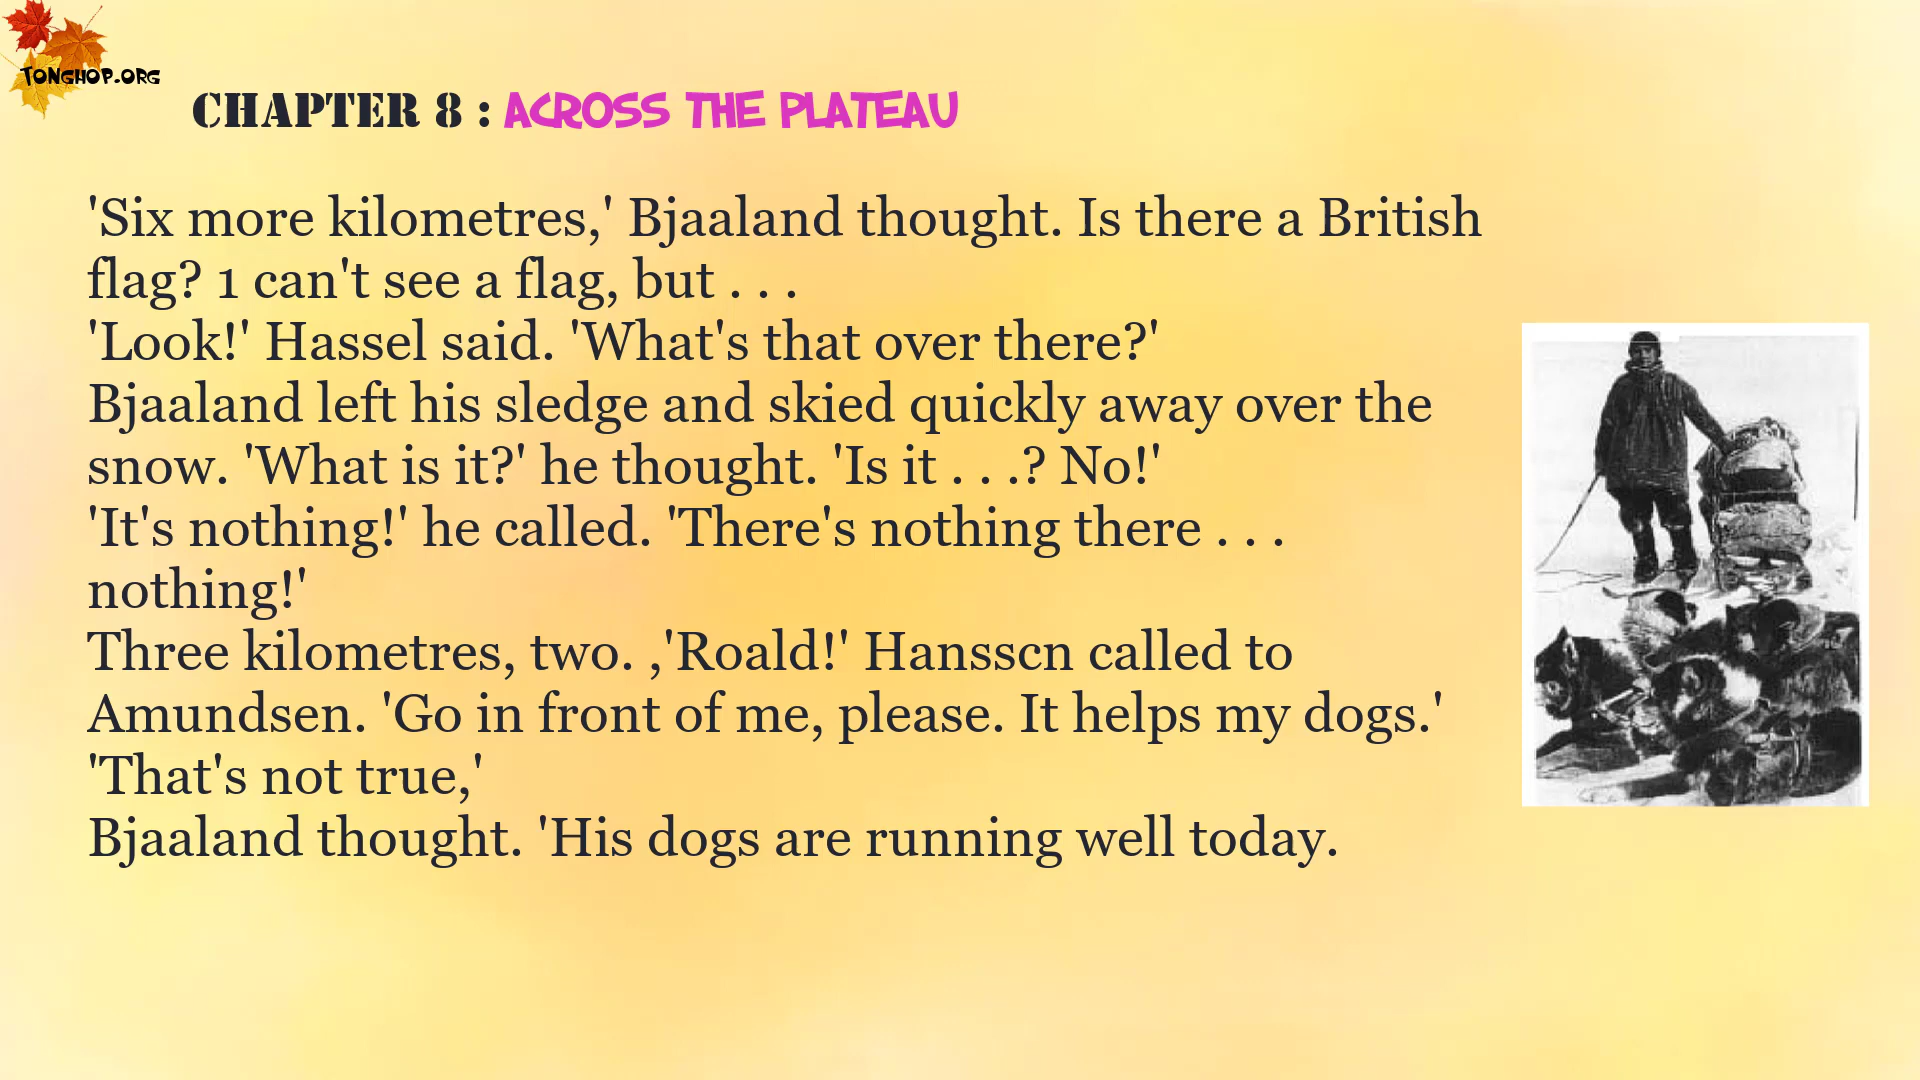 TONGHOP.ORG
CHAPTER 8 : ACROSS THE PLATEAU
'Six more kilometres,' Bjaaland thought. Is there a British
flag? 1 can't see a flag, but . . .
'Look!' Hassel said. 'What's that over there?'
Bjaaland left his sledge and skied quickly away over the
snow. 'What is it?' he thought. 'Is it . . .? No!'
'It's nothing!' he called. 'There's nothing there . . .
nothing!'
Three kilometres, two. ,'Roald!' Hansscn called to
Amundsen. 'Go in front of me, please. It helps my dogs.'
'That's not true,'
Bjaaland thought. 'His dogs are running well today.